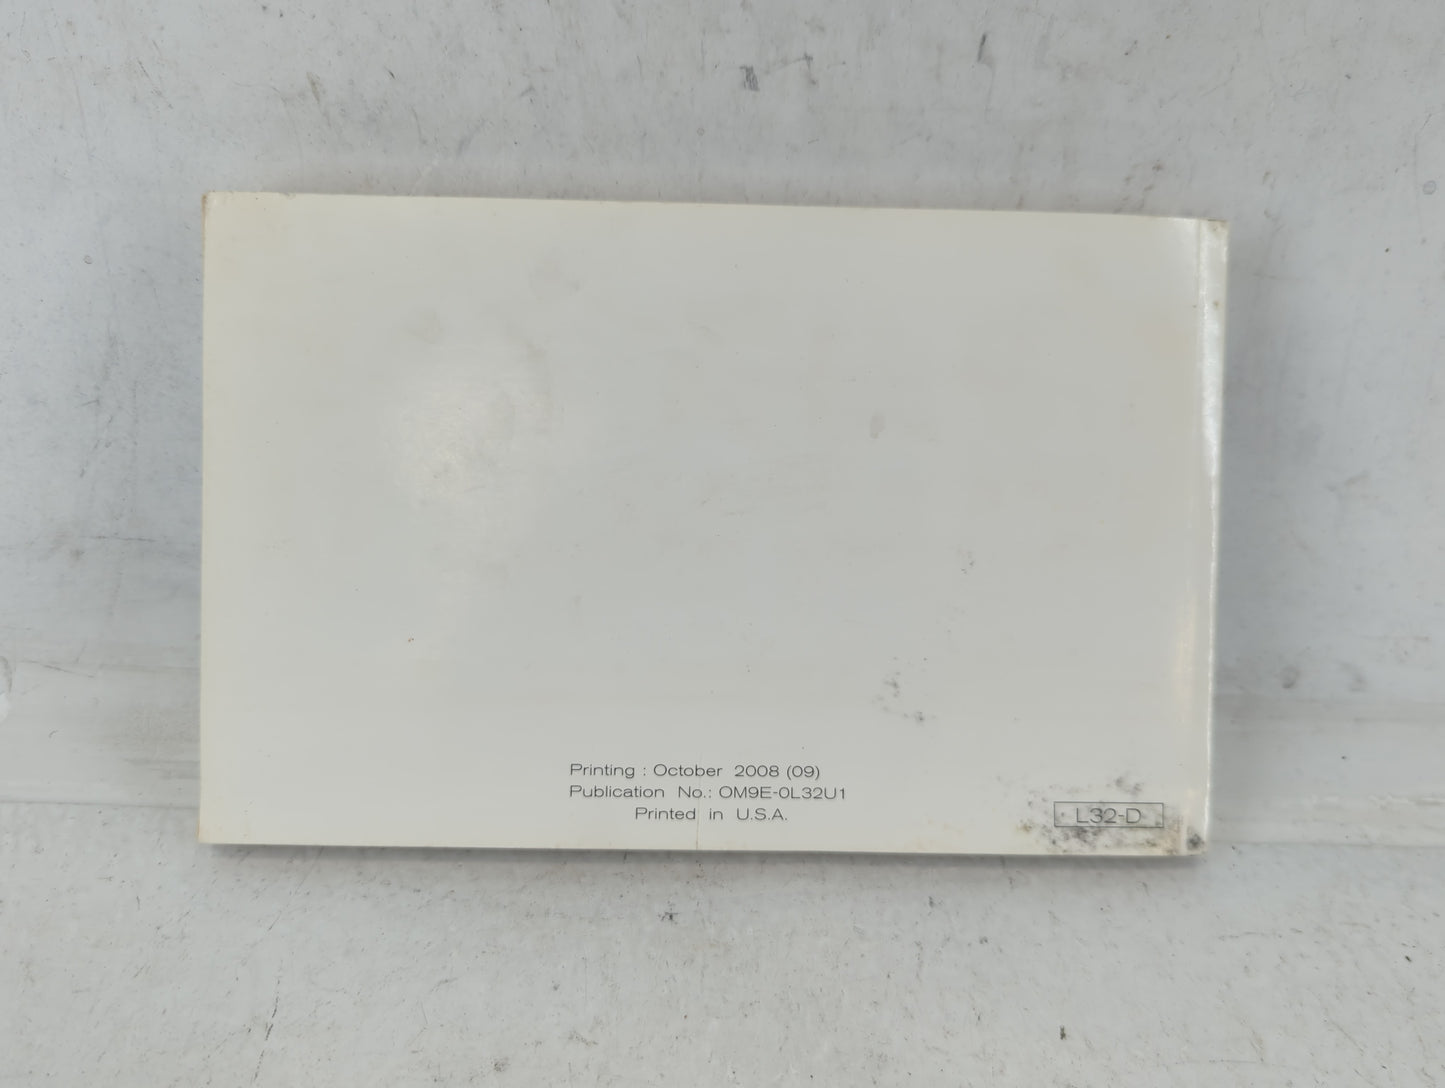 Printing : October 2008 (09)
Publication No.: OM9E-0L32U1
Printed in U.S.A.
L32-D